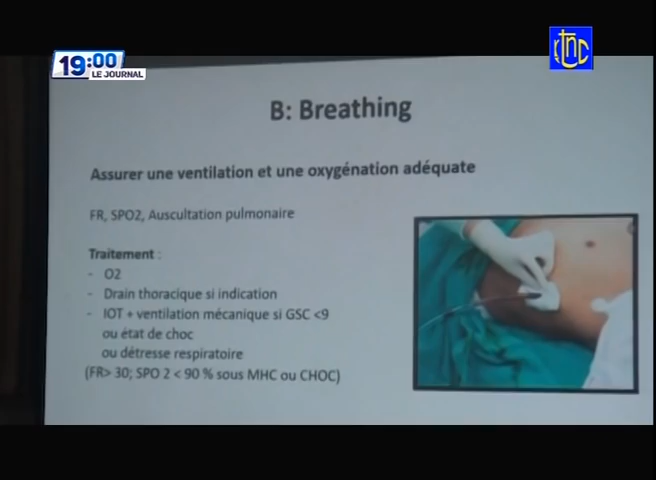 19:00
LE JOURNAL
rtnc
B: Breathing
Assurer une ventilation et une oxygénation adéquate
FR, SPO2, Auscultation pulmonaire
Traitement :
- O2
- Drain thoracique si indication
- IOT + ventilation mécanique si GSC <9
ou état de choc
ou détresse respiratoire
(FR> 30; SPO 2 < 90 % sous MHC ou CHOC)